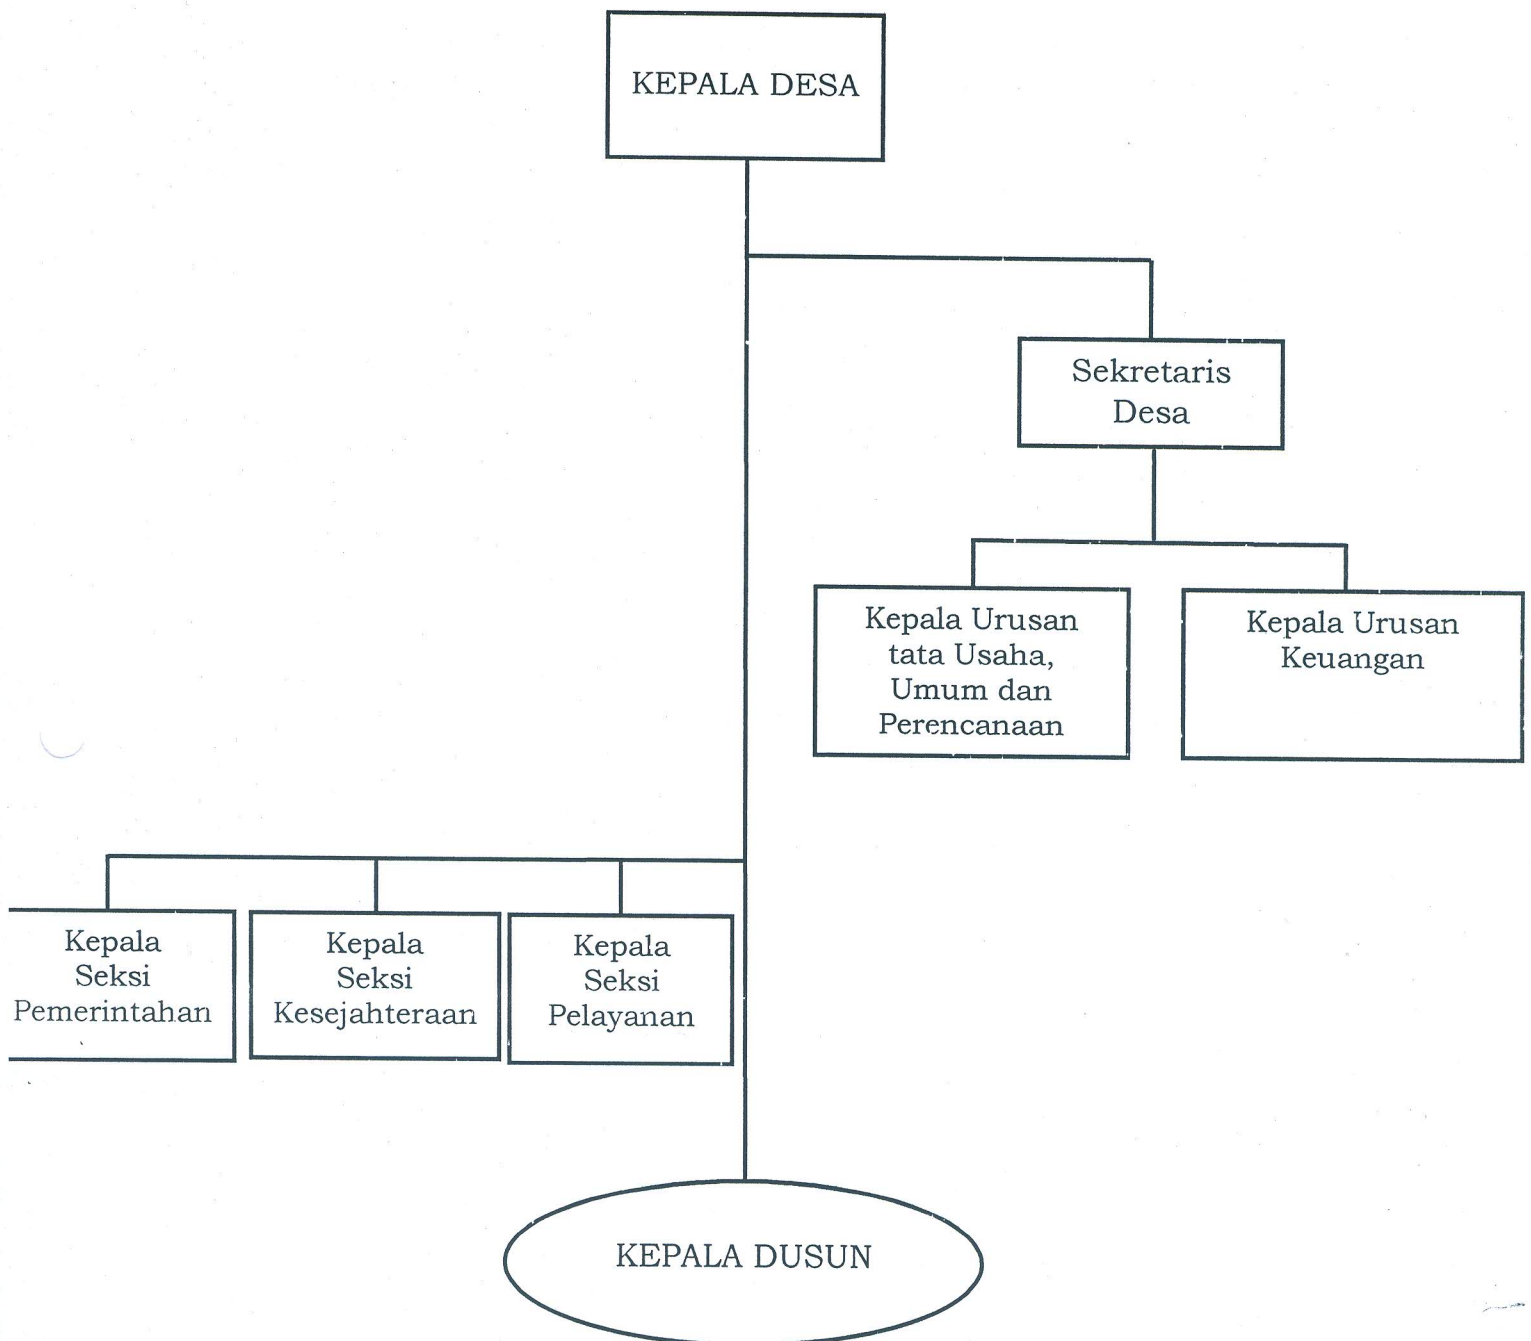 KEPALA DESA
Sekretaris
Desa
Kepala Urusan
tata Usaha,
Umum dan
Perencanaan
Kepala Urusan
Keuangan
Kepala
Seksi
Pemerintahan
Kepala
Seksi
Kesejahteraan
Kepala
Seksi
Pelayanan
KEPALA DUSUN